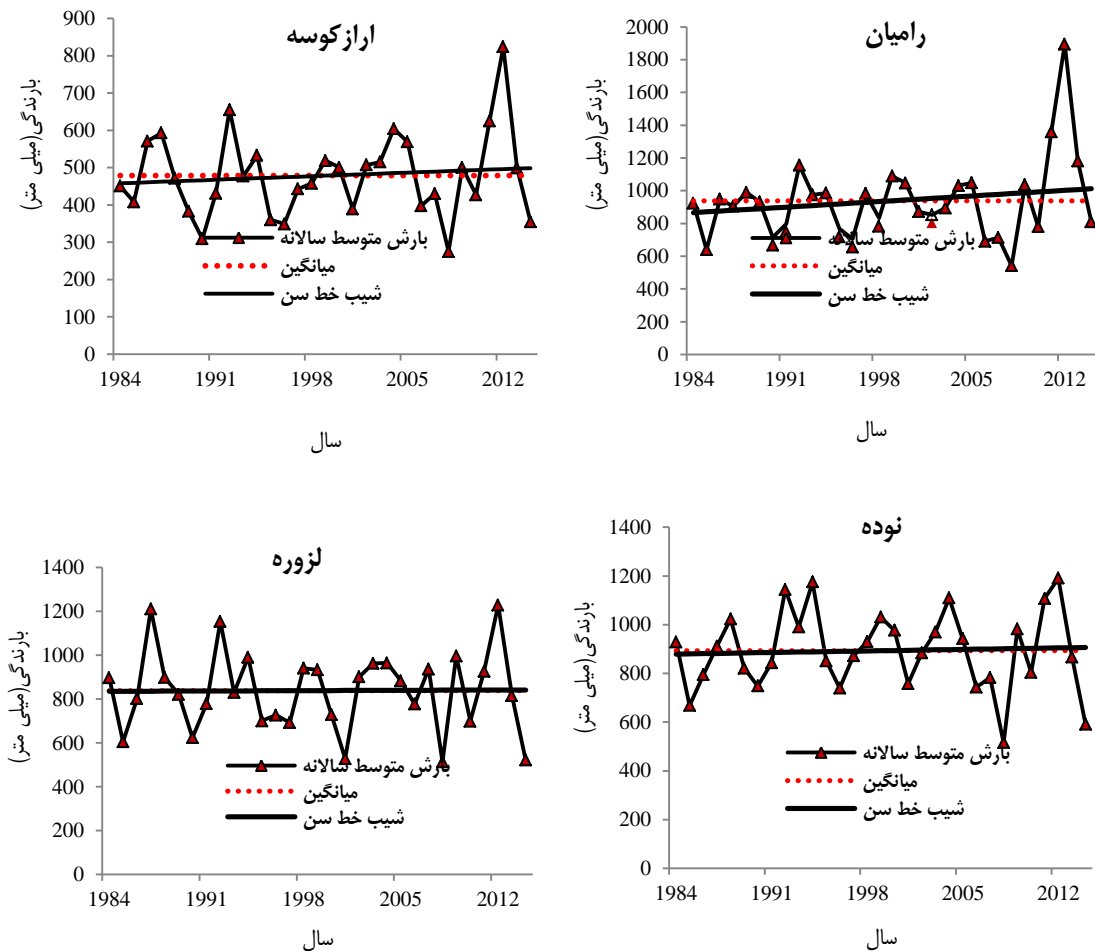 ارازکوسه
بارندگی(میلی متر)
900
800
700
600
500
400
300
200
100
0
بارش متوسط سالانه
میانگین
شیب خط سن
1984 1991 1998 2005 2012
سال
رامیان
بارندگی(میلی متر)
2000
1800
1600
1400
1200
1000
800
600
400
200
0
بارش متوسط سالانه
میانگین
شیب خط سن
1984 1991 1998 2005 2012
سال
لزوره
بارندگی(میلی متر)
1400
1200
1000
800
600
400
200
0
بارش متوسط سالانه
میانگین
شیب خط سن
1984 1991 1998 2005 2012
سال
نوده
بارندگی(میلی متر)
1400
1200
1000
800
600
400
200
0
بارش متوسط سالانه
میانگین
شیب خط سن
1984 1991 1998 2005 2012
سال